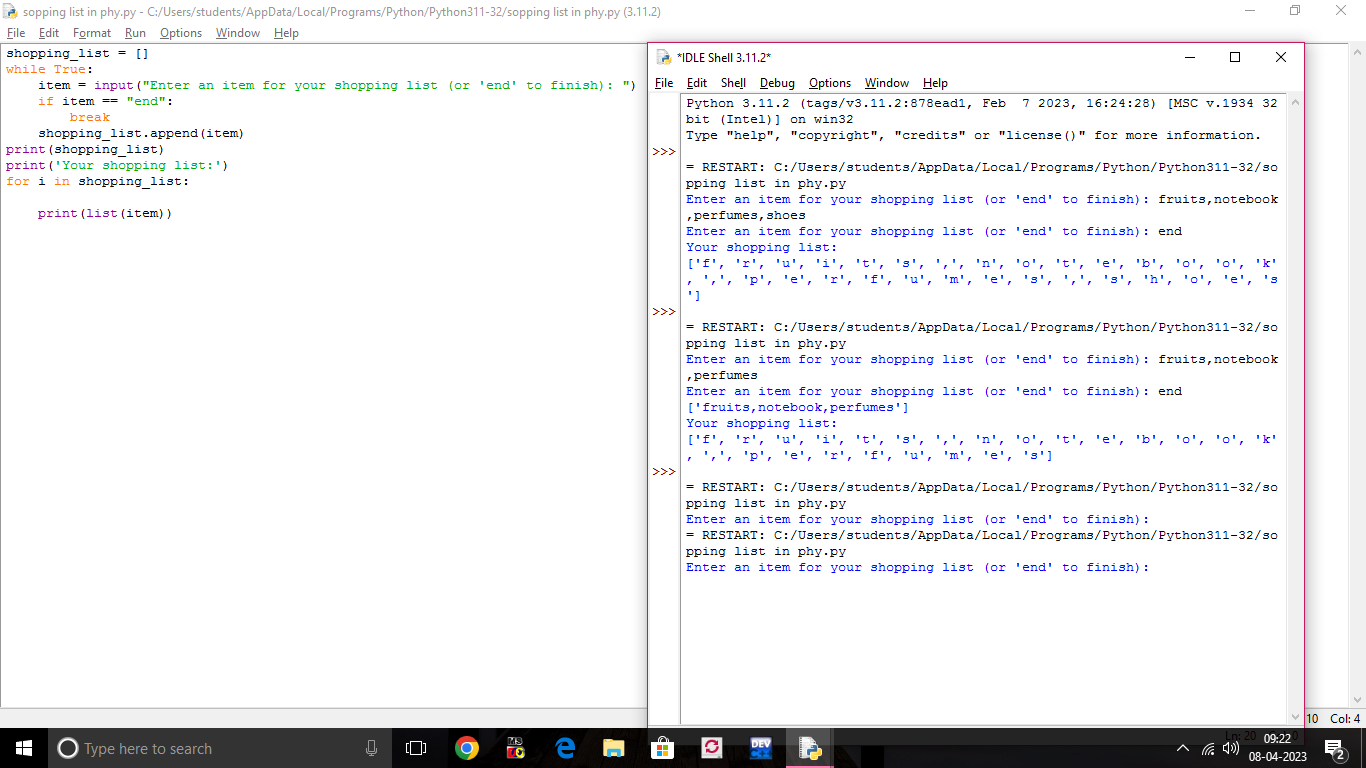 sopping list in phy.py - C:/Users/students/AppData/Local/Programs/Python/Python311-32/sopping list in phy.py (3.11.2)
File Edit Format Run Options Window Help
shopping_list = []
while True:
    item = input("Enter an item for your shopping list (or 'end' to finish): ")
    if item == "end":
        break
    shopping_list.append(item)
print(shopping_list)
print('Your shopping list:')
for i in shopping_list:
    print(list(item))
*IDLE Shell 3.11.2*
File Edit Shell Debug Options Window Help
Python 3.11.2 (tags/v3.11.2:878ead1, Feb  7 2023, 16:24:28) [MSC v.1934 32
bit (Intel)] on win32
Type "help", "copyright", "credits" or "license()" for more information.
>>>
= RESTART: C:/Users/students/AppData/Local/Programs/Python/Python311-32/so
pping list in phy.py
Enter an item for your shopping list (or 'end' to finish): fruits,notebook
,perfumes,shoes
Enter an item for your shopping list (or 'end' to finish): end
Your shopping list:
['f', 'r', 'u', 'i', 't', 's', ',', 'n', 'o', 't', 'e', 'b', 'o', 'o', 'k'
, ',', 'p', 'e', 'r', 'f', 'u', 'm', 'e', 's', ',', 's', 'h', 'o', 'e', 's
']
>>>
= RESTART: C:/Users/students/AppData/Local/Programs/Python/Python311-32/so
pping list in phy.py
Enter an item for your shopping list (or 'end' to finish): fruits,notebook
,perfumes
Enter an item for your shopping list (or 'end' to finish): end
['fruits,notebook,perfumes']
Your shopping list:
['f', 'r', 'u', 'i', 't', 's', ',', 'n', 'o', 't', 'e', 'b', 'o', 'o', 'k'
, ',', 'p', 'e', 'r', 'f', 'u', 'm', 'e', 's']
>>>
= RESTART: C:/Users/students/AppData/Local/Programs/Python/Python311-32/so
pping list in phy.py
Enter an item for your shopping list (or 'end' to finish):
= RESTART: C:/Users/students/AppData/Local/Programs/Python/Python311-32/so
pping list in phy.py
Enter an item for your shopping list (or 'end' to finish):
10 Col: 4
Type here to search
MS
DEV
Ln: 20
09:22
08-04-2023
2